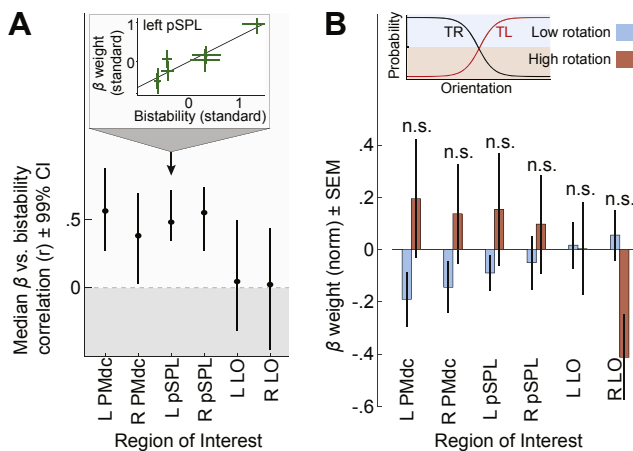 A
left pSPL
β weight
(standard)
1
0
0
1
Bistability (standard)
Median β vs. bistability
correlation (r) ± 99% CI
.5
0
L PMdc
R PMdc
L pSPL
R pSPL
L LO
R LO
Region of Interest
B
Probability
TR
TL
Orientation
Low rotation
High rotation
β weight (norm) ± SEM
.4
.2
0
-.2
-.4
-.6
n.s.
n.s.
n.s.
n.s.
n.s.
n.s.
L PMdc
R PMdc
L pSPL
R pSPL
L LO
R LO
Region of Interest